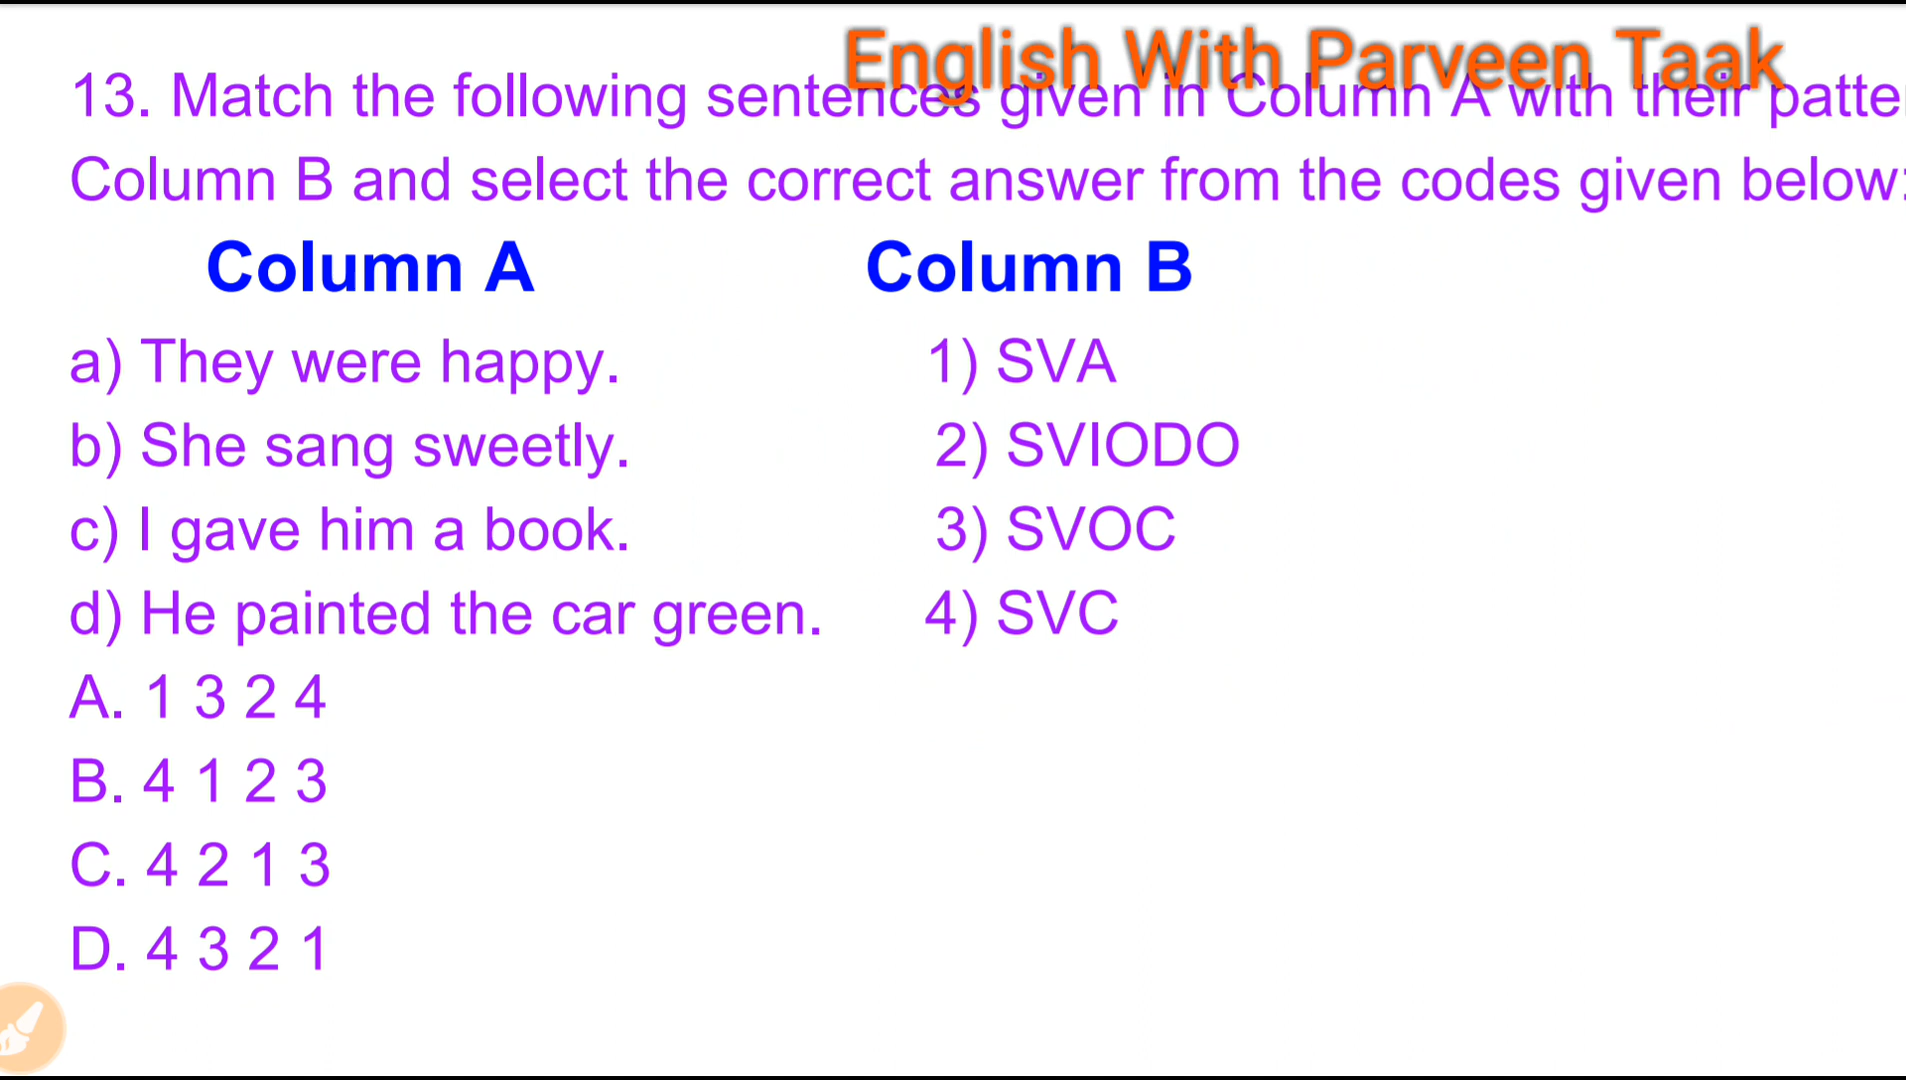 English With Parveen Taak
13. Match the following sentences given in Column A with their patte
Column B and select the correct answer from the codes given below:
Column A Column B
a) They were happy. 1) SVA
b) She sang sweetly. 2) SVIODO
c) I gave him a book. 3) SVOC
d) He painted the car green. 4) SVC
A. 1 3 2 4
B. 4 1 2 3
C. 4 2 1 3
D. 4 3 2 1